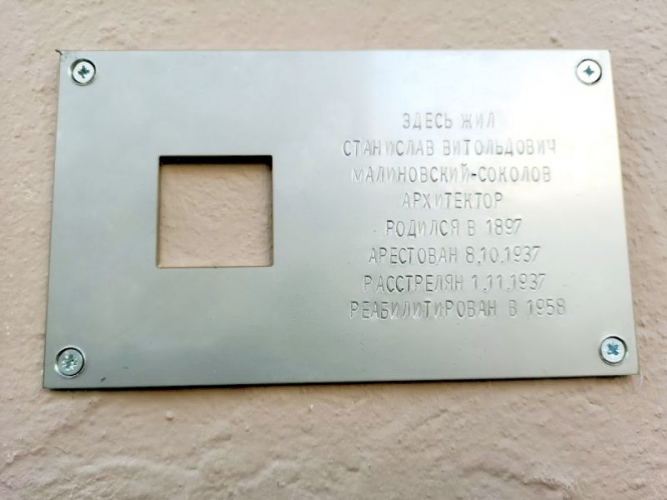 ЗДЕСЬ ЖИЛ
СТАНИСЛАВ ВИТОЛЬДОВИЧ
МАЛИНОВСКИЙ-СОКОЛОВ
АРХИТЕКТОР
РОДИЛСЯ В 1897
АРЕСТОВАН 8.10.1937
РАССТРЕЛЯН 1.11.1937
РЕАБИЛИТИРОВАН В 1958